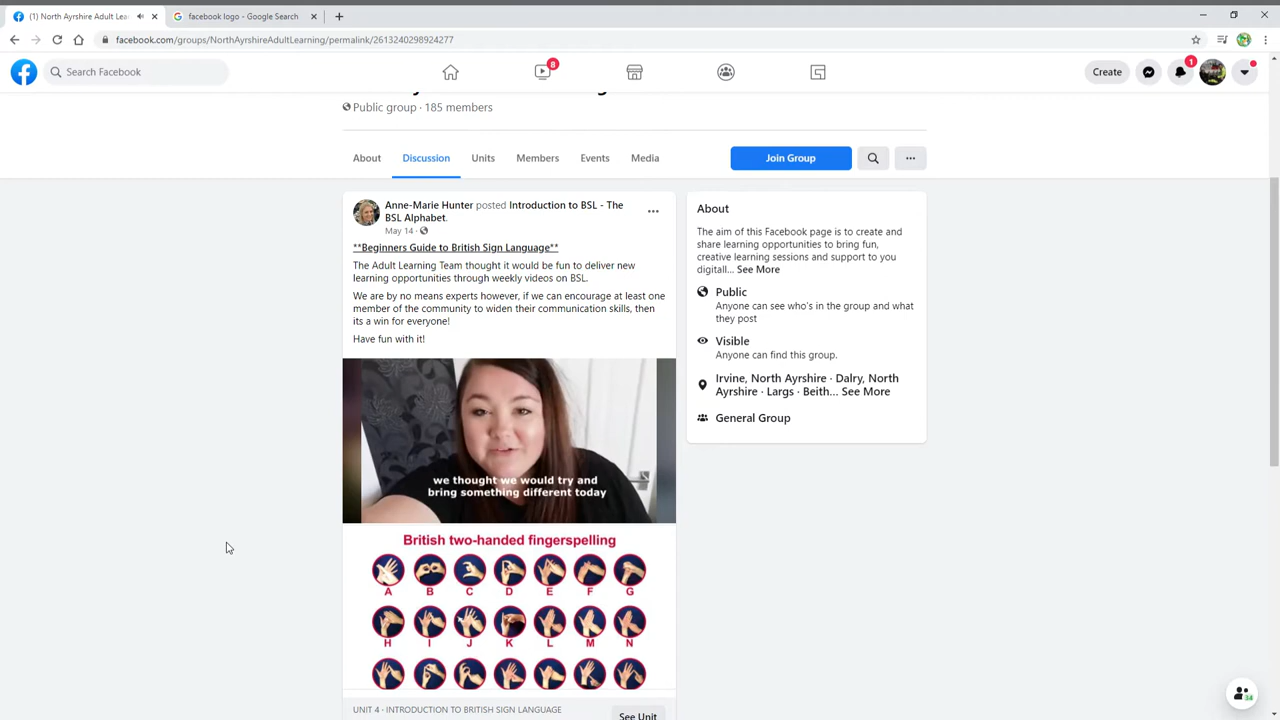 (1) North Ayrshire Adult Lea
facebook logo - Google Search
facebook.com/groups/NorthAyrshireAdultLearning/permalink/2613240298924277
Search Facebook
8
Create
1
Public group · 185 members
About
Discussion
Units
Members
Events
Media
Join Group
Anne-Marie Hunter posted Introduction to BSL - The
BSL Alphabet.
May 14 ·
**Beginners Guide to British Sign Language**
The Adult Learning Team thought it would be fun to deliver new
learning opportunities through weekly videos on BSL.
We are by no means experts however, if we can encourage at least one
member of the community to widen their communication skills, then
its a win for everyone!
Have fun with it!
we thought we would try and
bring something different today
British two-handed fingerspelling
A B C D E F G
H I J K L M N
UNIT 4 · INTRODUCTION TO BRITISH SIGN LANGUAGE
See Unit
About
The aim of this Facebook page is to create and
share learning opportunities to bring fun,
creative learning sessions and support to you
digitall... See More
Public
Anyone can see who's in the group and what
they post
Visible
Anyone can find this group.
Irvine, North Ayrshire · Dalry, North
Ayrshire · Largs · Beith... See More
General Group